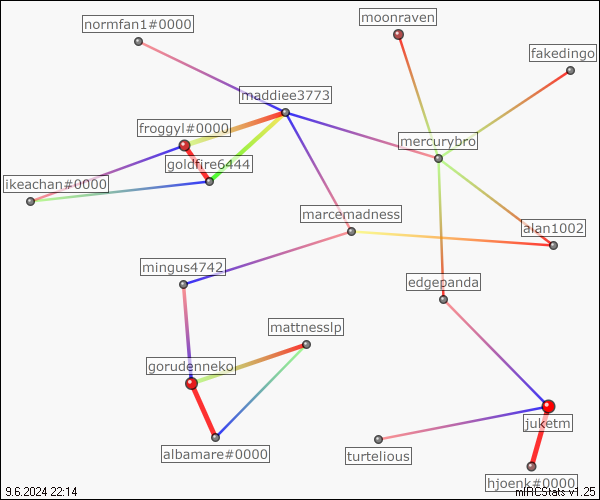 normfan1#0000
moonraven
fakedingo
maddiee3773
froggyl#0000
mercurybro
goldfire6444
ikeachan#0000
marcemadness
alan1002
mingus4742
edgepanda
mattnesslp
gorudenneko
juketm
albamare#0000
turtelious
hjoenk#0000
9.6.2024 22:14
mIRCStats v1.25